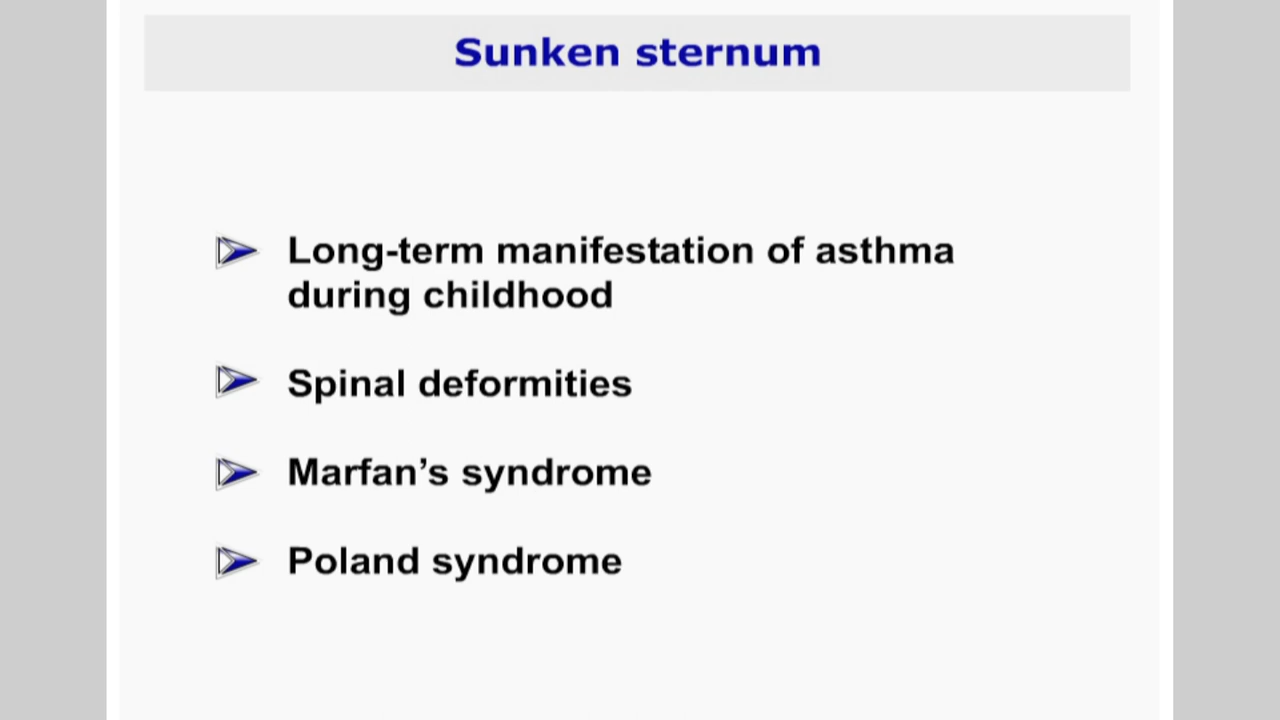 Sunken sternum
Long-term manifestation of asthma
during childhood
Spinal deformities
Marfan’s syndrome
Poland syndrome